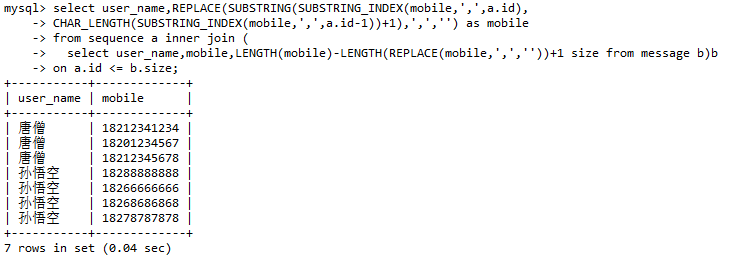 mysql> select user_name,REPLACE(SUBSTRING(SUBSTRING_INDEX(mobile,',',a.id),
    -> CHAR_LENGTH(SUBSTRING_INDEX(mobile,',',a.id-1))+1),',','') as mobile
    -> from sequence a inner join (
    ->   select user_name,mobile,LENGTH(mobile)-LENGTH(REPLACE(mobile,',',''))+1 size from message b)b
    -> on a.id <= b.size;
+-----------+-------------+
| user_name | mobile      |
+-----------+-------------+
| 唐僧      | 18212341234 |
| 唐僧      | 18201234567 |
| 唐僧      | 18212345678 |
| 孙悟空    | 18288888888 |
| 孙悟空    | 18266666666 |
| 孙悟空    | 18268686868 |
| 孙悟空    | 18278787878 |
+-----------+-------------+
7 rows in set (0.04 sec)